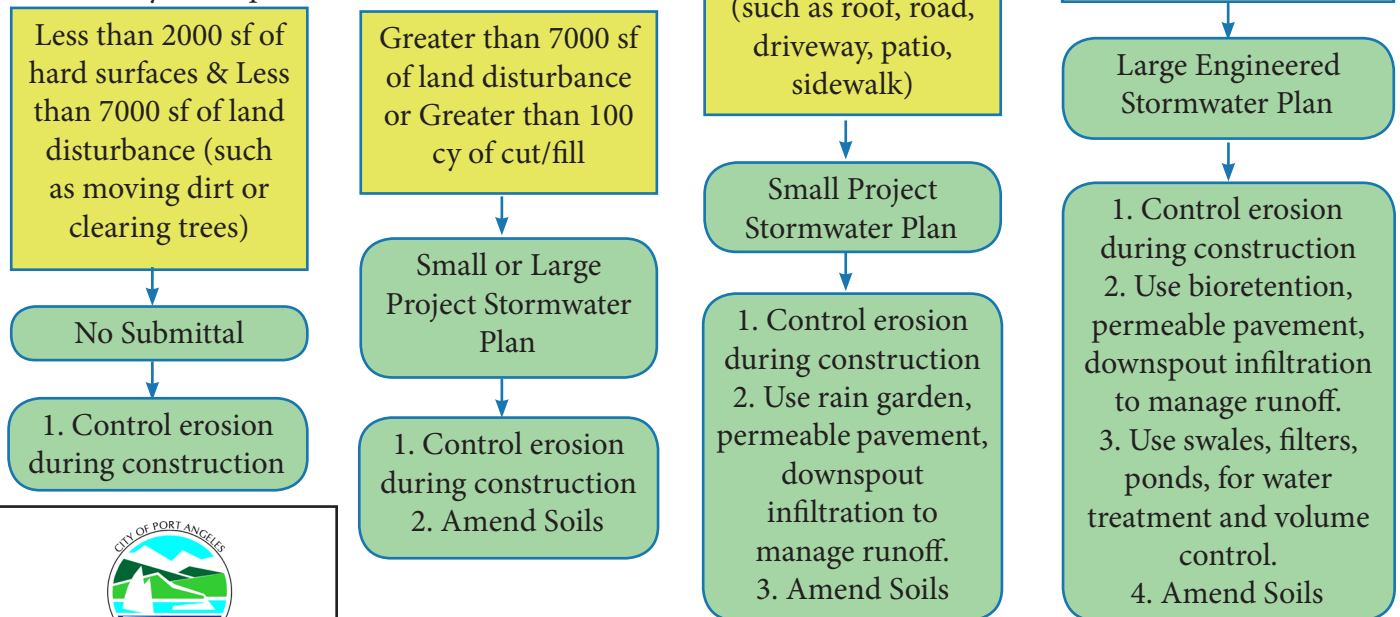 Less than 2000 sf of
hard surfaces & Less
than 7000 sf of land
disturbance (such
as moving dirt or
clearing trees)
No Submittal
1. Control erosion
during construction
Greater than 7000 sf
of land disturbance
or Greater than 100
cy of cut/fill
Small or Large
Project Stormwater
Plan
1. Control erosion
during construction
2. Amend Soils
(such as roof, road,
driveway, patio,
sidewalk)
Small Project
Stormwater Plan
1. Control erosion
during construction
2. Use rain garden,
permeable pavement,
downspout
infiltration to
manage runoff.
3. Amend Soils
Large Engineered
Stormwater Plan
1. Control erosion
during construction
2. Use bioretention,
permeable pavement,
downspout infiltration
to manage runoff.
3. Use swales, filters,
ponds, for water
treatment and volume
control.
4. Amend Soils
CITY OF PORT ANGELES